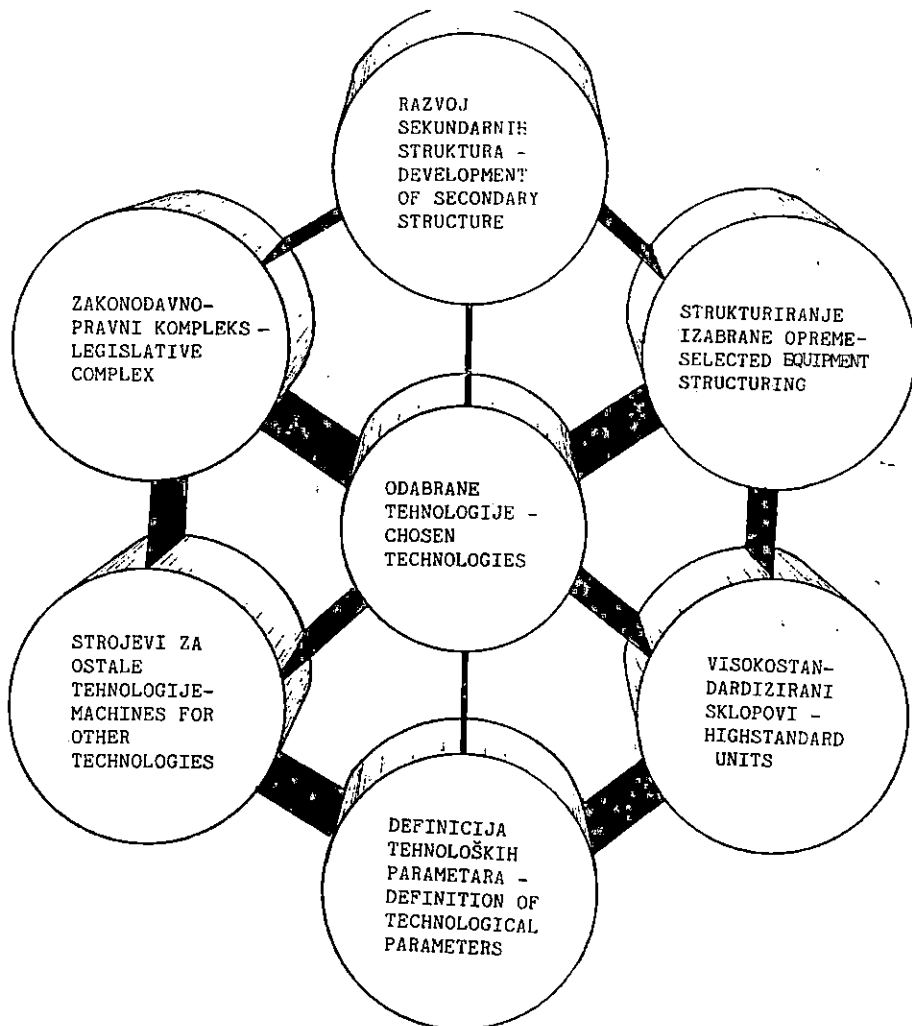 RAZVOJ
SEKUNDARNIH
STRUKTURA -
DEVELOPMENT
OF SECONDARY
STRUCTURE
ZAKONODAVNO-
PRAVNI KOMPLEKS -
LEGISLATIVE
COMPLEX
STRUKTURIRANJE
IZABRANE OPREME-
SELECTED EQUIPMENT
STRUCTURING
ODABRANE
TEHNOLOGIJE -
CHOSEN
TECHNOLOGIES
STROJEVI ZA
OSTALE
TEHNOLOGIJE-
MACHINES FOR
OTHER
TECHNOLOGIES
VISOKOSTAN-
DARDIZIRANI
SKLOPOVI -
HIGHSTANDARD
UNITS
DEFINICIJA
TEHNOLOŠKIH
PARAMETARA -
DEFINITION OF
TECHNOLOGICAL
PARAMETERS